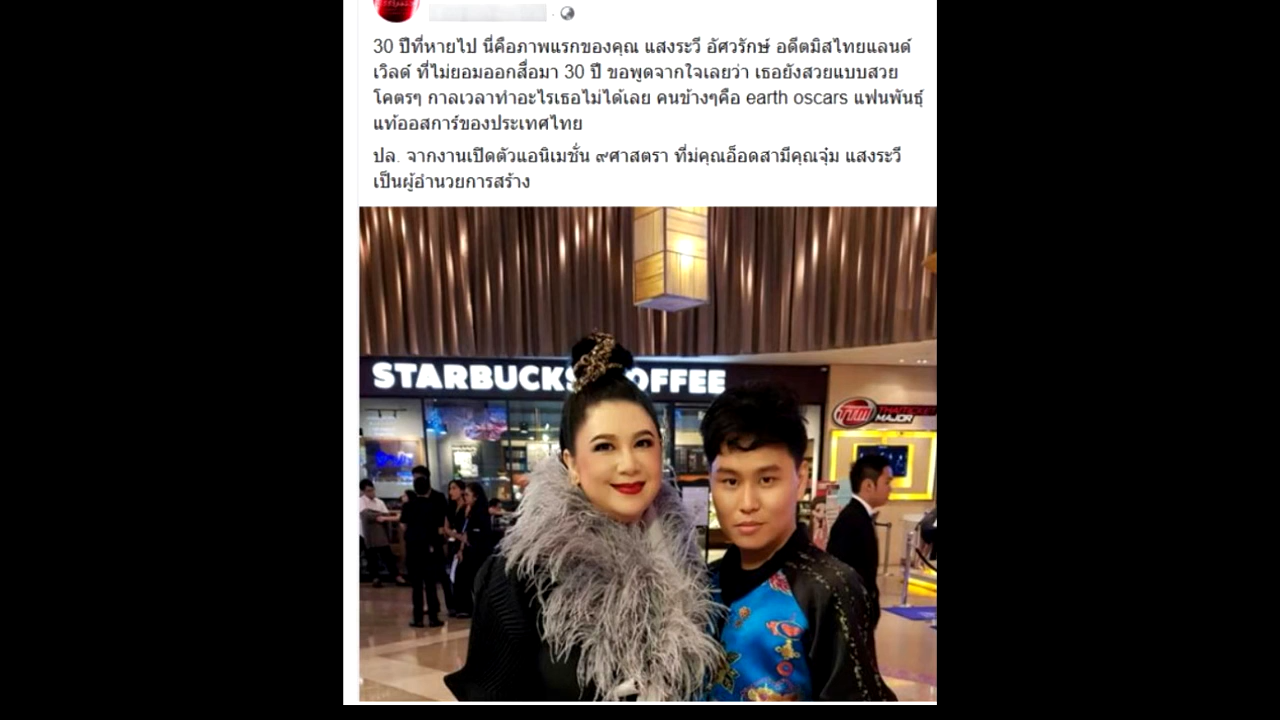 30 ปีที่หายไป นี่คือภาพแรกของคุณ แสงระวี อัศวรักษ์ อดีตมิสไทยแลนด์
เวิลด์ ที่ไม่ยอมออกสื่อมา 30 ปี ขอพูดจากใจเลยว่า เธอยังสวยแบบสวย
โคตรๆ กาลเวลาทำอะไรเธอไม่ได้เลย คนข้างๆคือ earth oscars แฟนพันธุ์
แท้ออสการ์ของประเทศไทย
ปล. จากงานเปิดตัวแอนิเมชั่น ๙ศาสตรา ที่ม่คุณอ็อดสามีคุณจุ๋ม แสงระวี
เป็นผู้อำนวยการสร้าง
STARBUCKS OFFEE
TTM THAITICKET
MAJOR